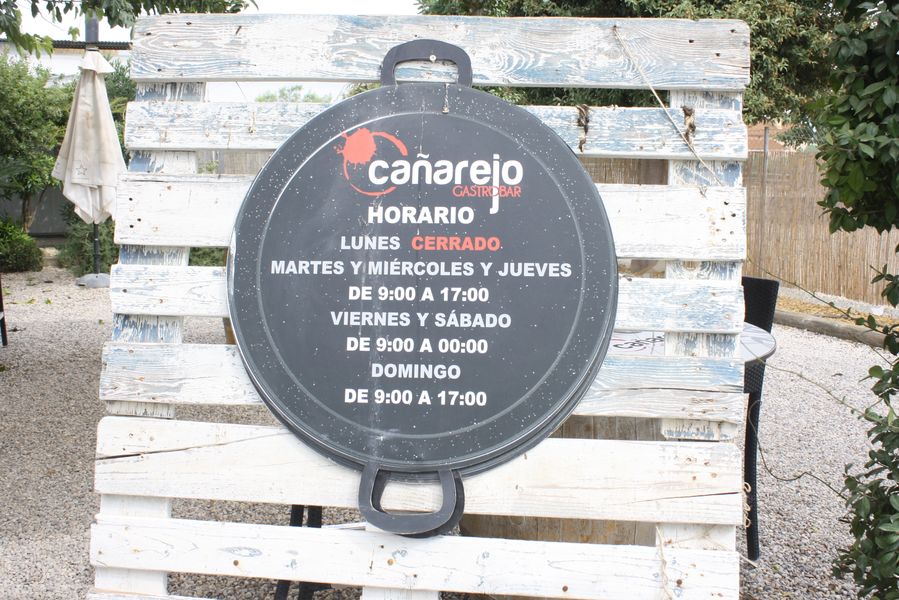 cañarejo
GASTROBAR
HORARIO
LUNES CERRADO
MARTES Y MIÉRCOLES Y JUEVES
DE 9:00 A 17:00
VIERNES Y SÁBADO
DE 9:00 A 00:00
DOMINGO
DE 9:00 A 17:00